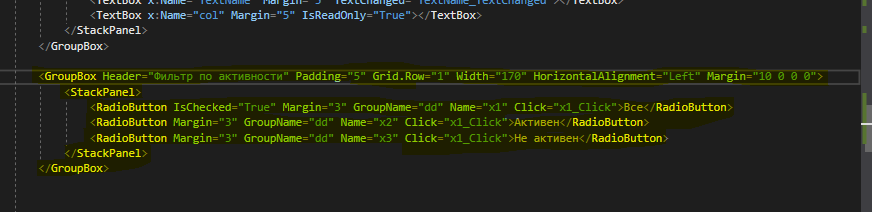 <TextBox x:Name="TextName" Margin="5" TextChanged="TextName_TextChanged"></TextBox>
<TextBox x:Name="col" Margin="5" IsReadOnly="True"></TextBox>
</StackPanel>
</GroupBox>
<GroupBox Header="Фильтр по активности" Padding="5" Grid.Row="1" Width="170" HorizontalAlignment="Left" Margin="10 0 0 0">
<StackPanel>
<RadioButton IsChecked="True" Margin="3" GroupName="dd" Name="x1" Click="x1_Click">Все</RadioButton>
<RadioButton Margin="3" GroupName="dd" Name="x2" Click="x1_Click">Активен</RadioButton>
<RadioButton Margin="3" GroupName="dd" Name="x3" Click="x1_Click">Не активен</RadioButton>
</StackPanel>
</GroupBox>